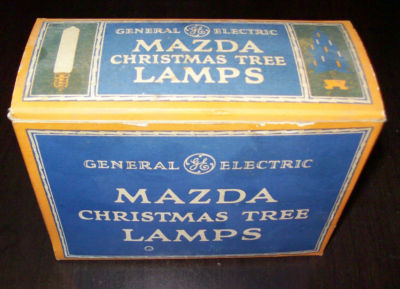 GENERAL GE ELECTRIC
MAZDA
CHRISTMAS TREE
LAMPS
GENERAL GE ELECTRIC
MAZDA
CHRISTMAS TREE
LAMPS